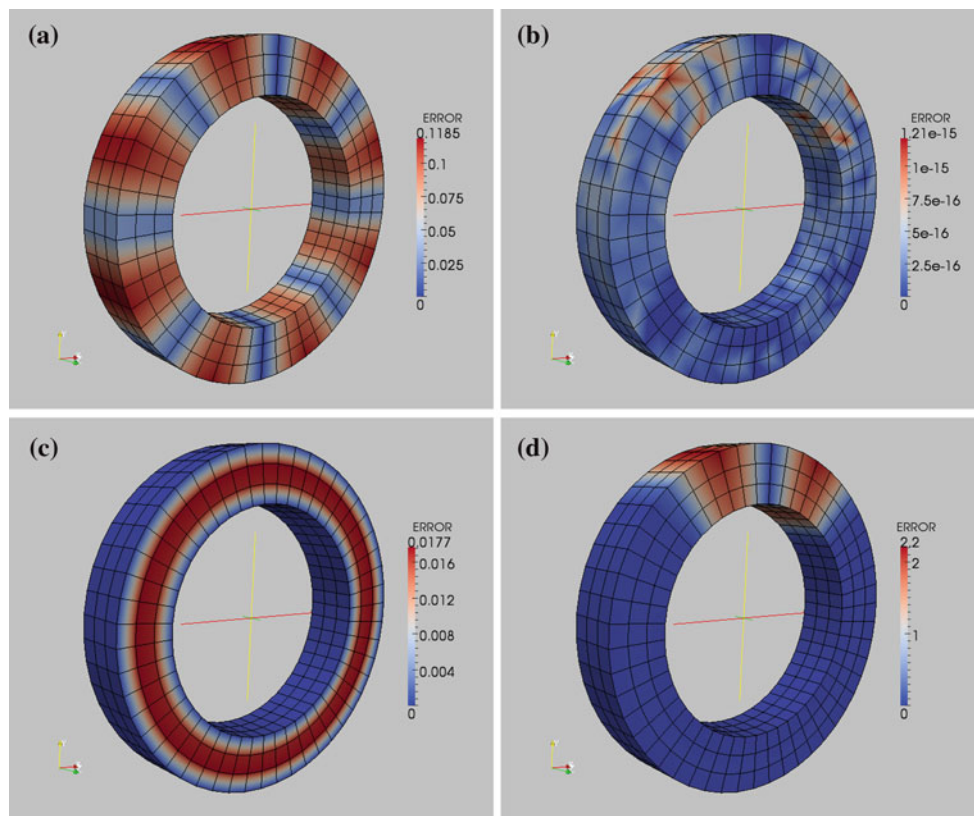 (a)
ERROR
0.1185
0.1
0.075
0.05
0.025
0
(b)
ERROR
1.21e-15
1e-15
7.5e-16
5e-16
2.5e-16
0
(c)
ERROR
0.0177
0.016
0.012
0.008
0.004
0
(d)
ERROR
2.2
2
1
0